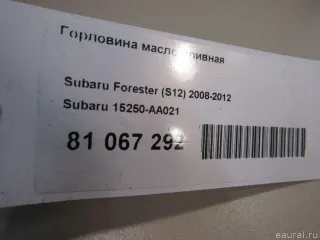 Горловина маслозаливная
Subaru Forester (S12) 2008-2012
Subaru 15250-AA021
81 067 292
eaural.ru